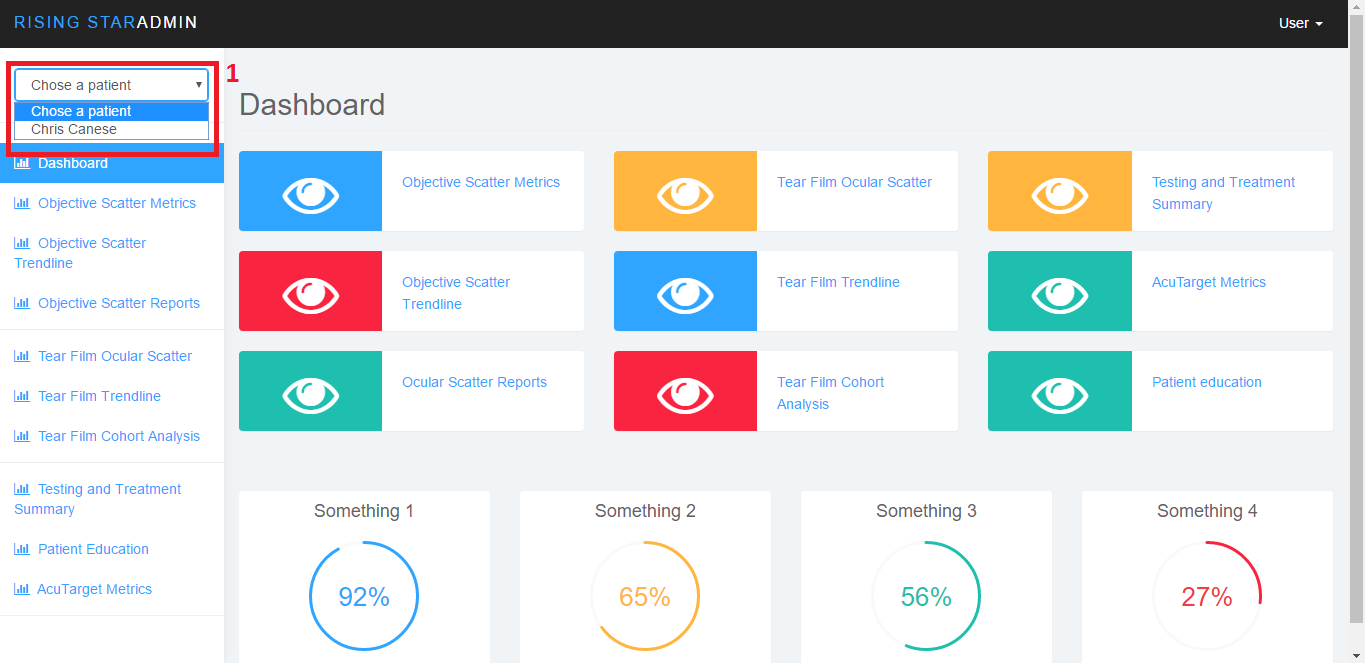 RISING STARADMIN
User
Chose a patient
1
Chose a patient
Chris Canese
Dashboard
Objective Scatter Metrics
Objective Scatter
Trendline
Objective Scatter Reports
Tear Film Ocular Scatter
Tear Film Trendline
Tear Film Cohort Analysis
Testing and Treatment
Summary
Patient Education
AcuTarget Metrics
Dashboard
Objective Scatter Metrics
Tear Film Ocular Scatter
Testing and Treatment
Summary
Objective Scatter
Trendline
Tear Film Trendline
AcuTarget Metrics
Ocular Scatter Reports
Tear Film Cohort
Analysis
Patient education
Something 1
92%
Something 2
65%
Something 3
56%
Something 4
27%